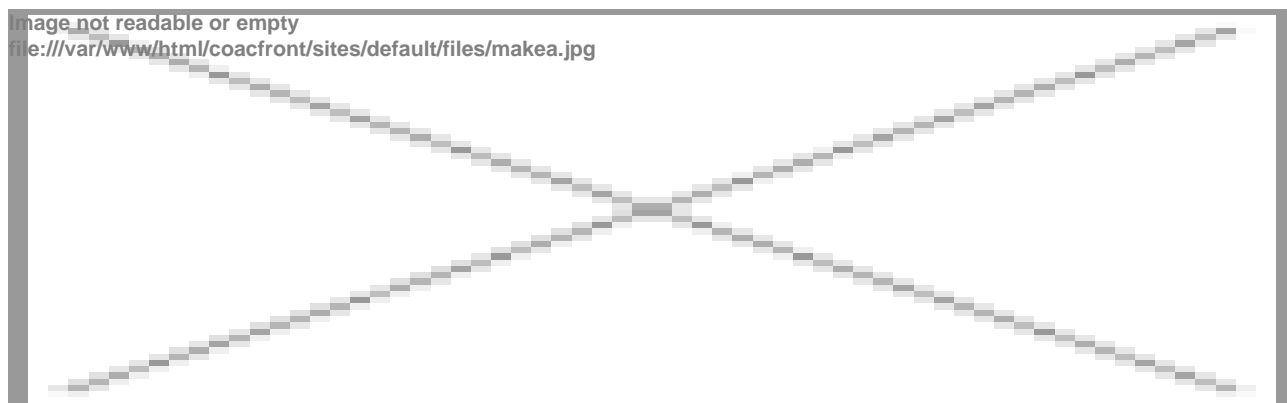 Image not readable or empty
file:///var/www/html/coacfront/sites/default/files/makea.jpg